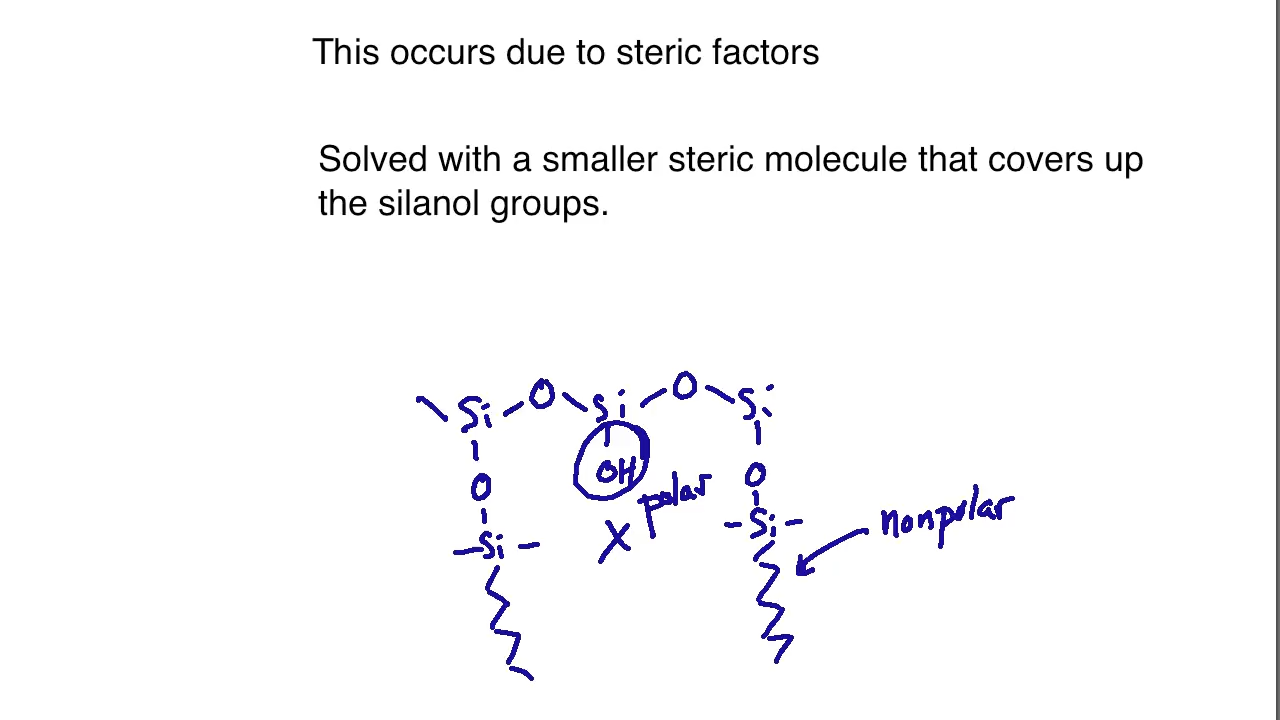 This occurs due to steric factors
Solved with a smaller steric molecule that covers up
the silanol groups.
Si O Si O Si
OH
O O
polar
Si Si
X
nonpolar